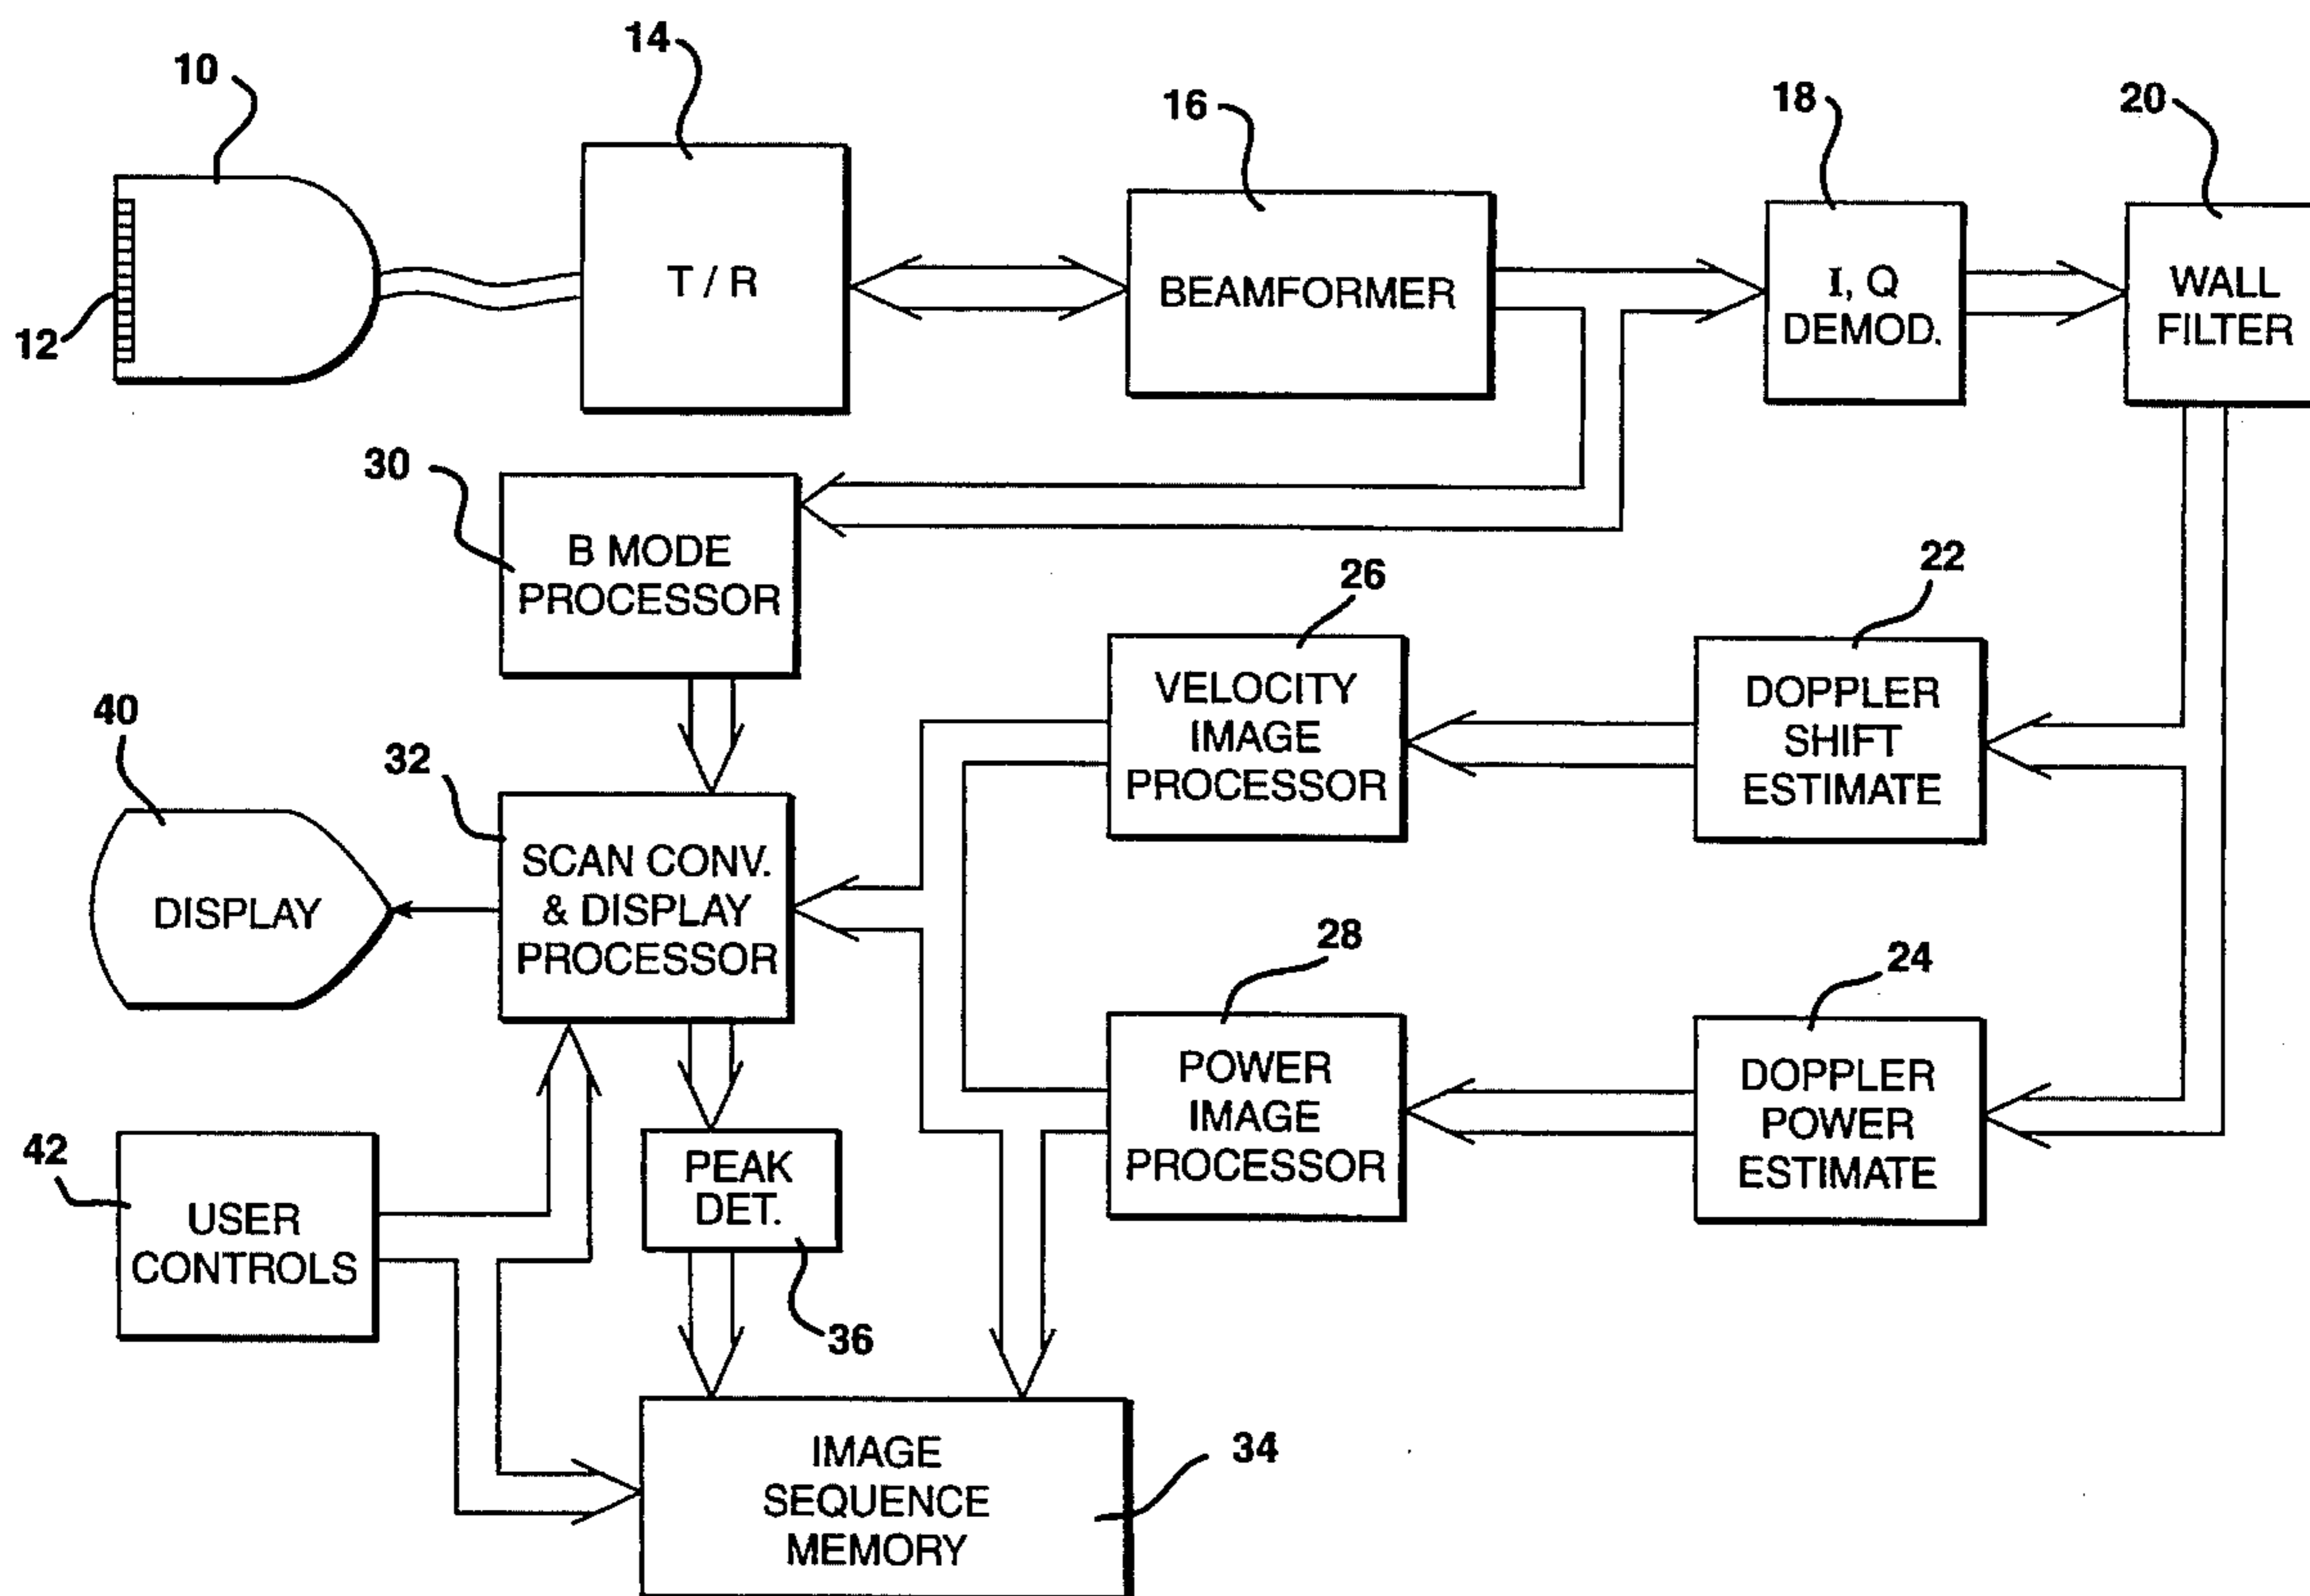 10
14
16
18
20
12
T / R
BEAMFORMER
I, Q
DEMOD.
WALL
FILTER
30
B MODE
PROCESSOR
26
22
VELOCITY
IMAGE
PROCESSOR
DOPPLER
SHIFT
ESTIMATE
40
32
DISPLAY
SCAN CONV.
& DISPLAY
PROCESSOR
28
24
POWER
IMAGE
PROCESSOR
DOPPLER
POWER
ESTIMATE
42
USER
CONTROLS
PEAK
DET.
36
IMAGE
SEQUENCE
MEMORY
34